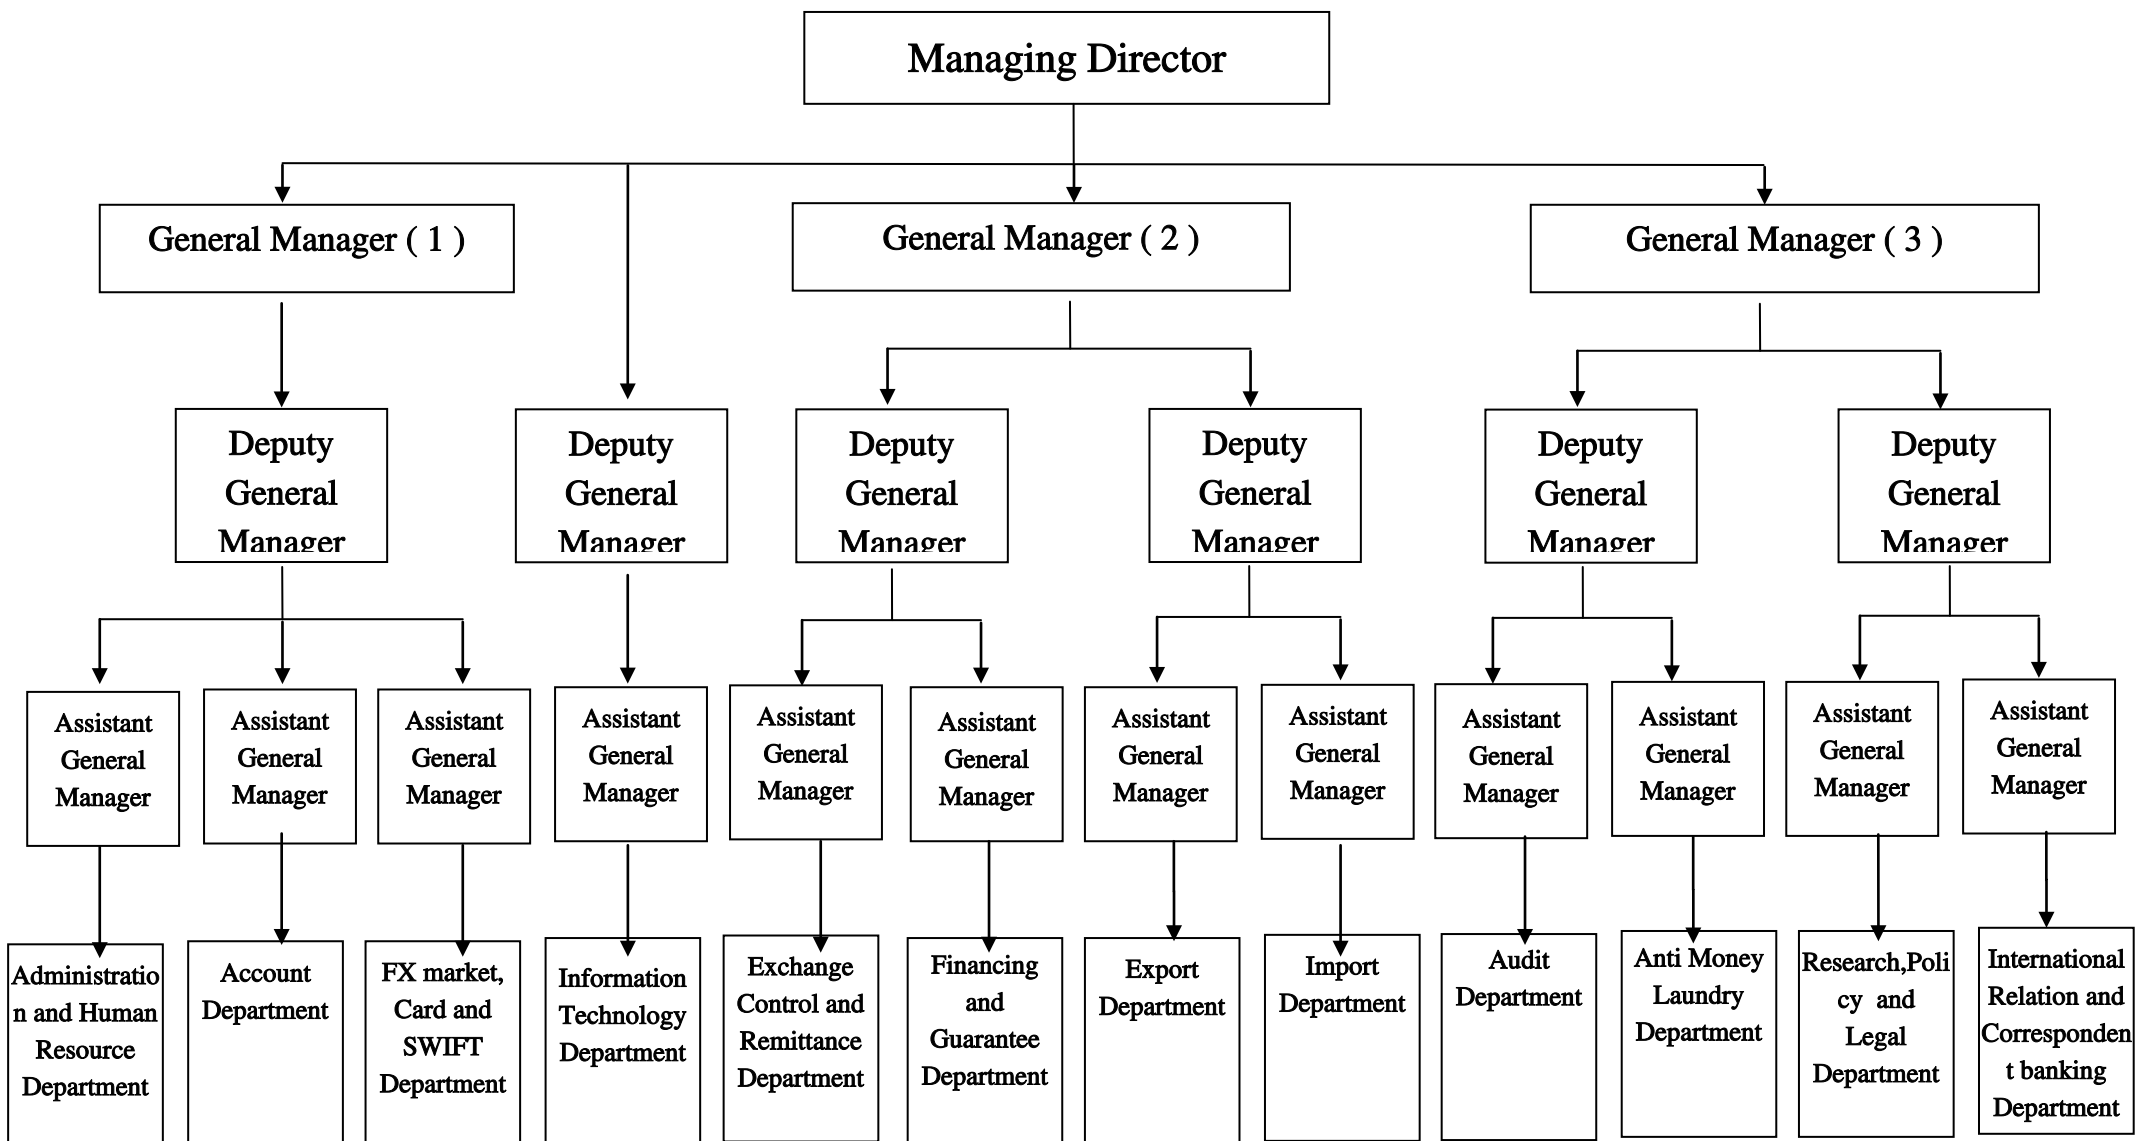 Managing Director
General Manager ( 1 )
General Manager ( 2 )
General Manager ( 3 )
Deputy
General
Manager
Deputy
General
Manager
Deputy
General
Manager
Deputy
General
Manager
Deputy
General
Manager
Deputy
General
Manager
Assistant
General
Manager
Assistant
General
Manager
Assistant
General
Manager
Assistant
General
Manager
Assistant
General
Manager
Assistant
General
Manager
Assistant
General
Manager
Assistant
General
Manager
Assistant
General
Manager
Assistant
General
Manager
Assistant
General
Manager
Assistant
General
Manager
Administratio
n and Human
Resource
Department
Account
Department
FX market,
Card and
SWIFT
Department
Information
Technology
Department
Exchange
Control and
Remittance
Department
Financing
and
Guarantee
Department
Export
Department
Import
Department
Audit
Department
Anti Money
Laundry
Department
Research,Poli
cy and
Legal
Department
International
Relation and
Corresponden
t banking
Department